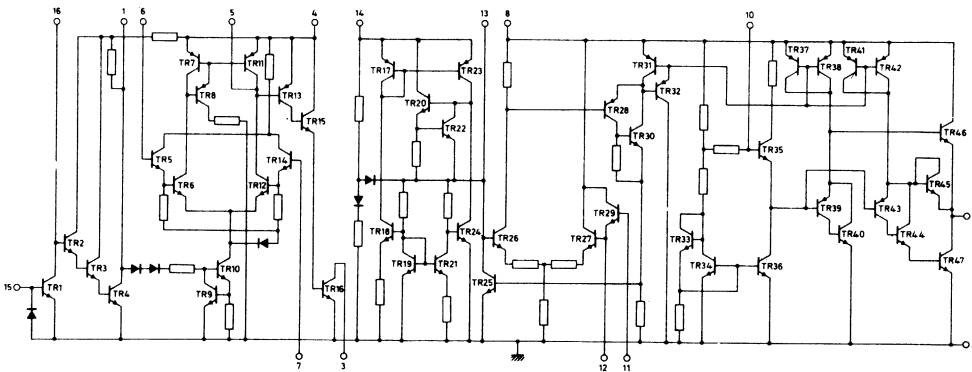 16 1 6 5 4 14 13 8 10
TR7 TR11 TR17 TR23 TR31 TR37 TR38 TR41 TR42
TR8 TR13 TR20 TR28 TR32
TR15 TR22 TR30 TR35 TR46
TR5 TR14
TR6 TR12 TR45
TR29 TR39 TR43
TR2 TR18 TR24 TR26 TR27 TR33 TR40 TR44
TR3 TR10 TR19 TR21 TR34 TR36 TR47
15 TR1 TR4 TR9 TR16 TR25
7 3 12 11